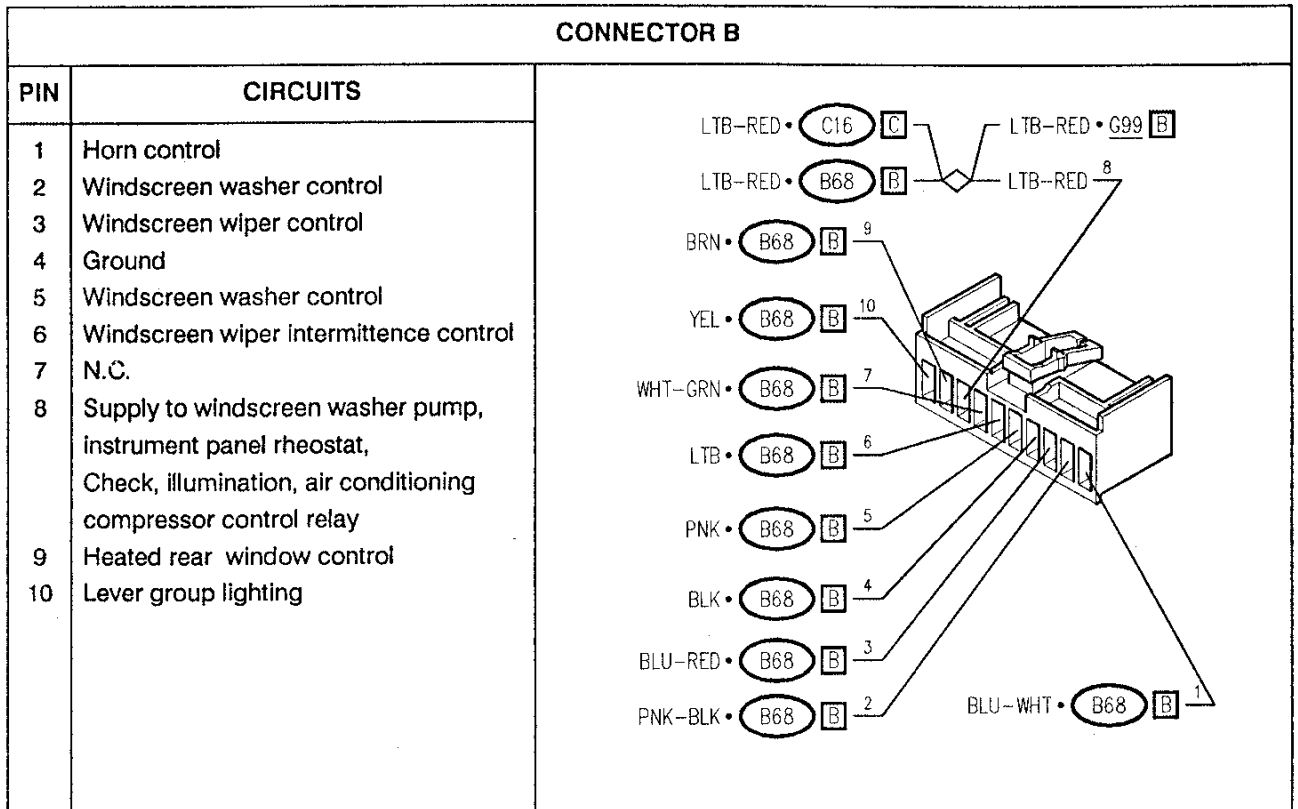 CONNECTOR B
PIN CIRCUITS
1 Horn control
2 Windscreen washer control
3 Windscreen wiper control
4 Ground
5 Windscreen washer control
6 Windscreen wiper intermittence control
7 N.C.
8 Supply to windscreen washer pump,
instrument panel rheostat,
Check, illumination, air conditioning
compressor control relay
9 Heated rear window control
10 Lever group lighting
LTB-RED • C16 C LTB-RED • G99 B
LTB-RED • B68 B LTB-RED 8
BRN • B68 B 9
YEL • B68 B 10
WHT-GRN • B68 B 7
LTB • B68 B 6
PNK • B68 B 5
BLK • B68 B 4
BLU-RED • B68 B 3
PNK-BLK • B68 B 2
BLU-WHT • B68 B 1